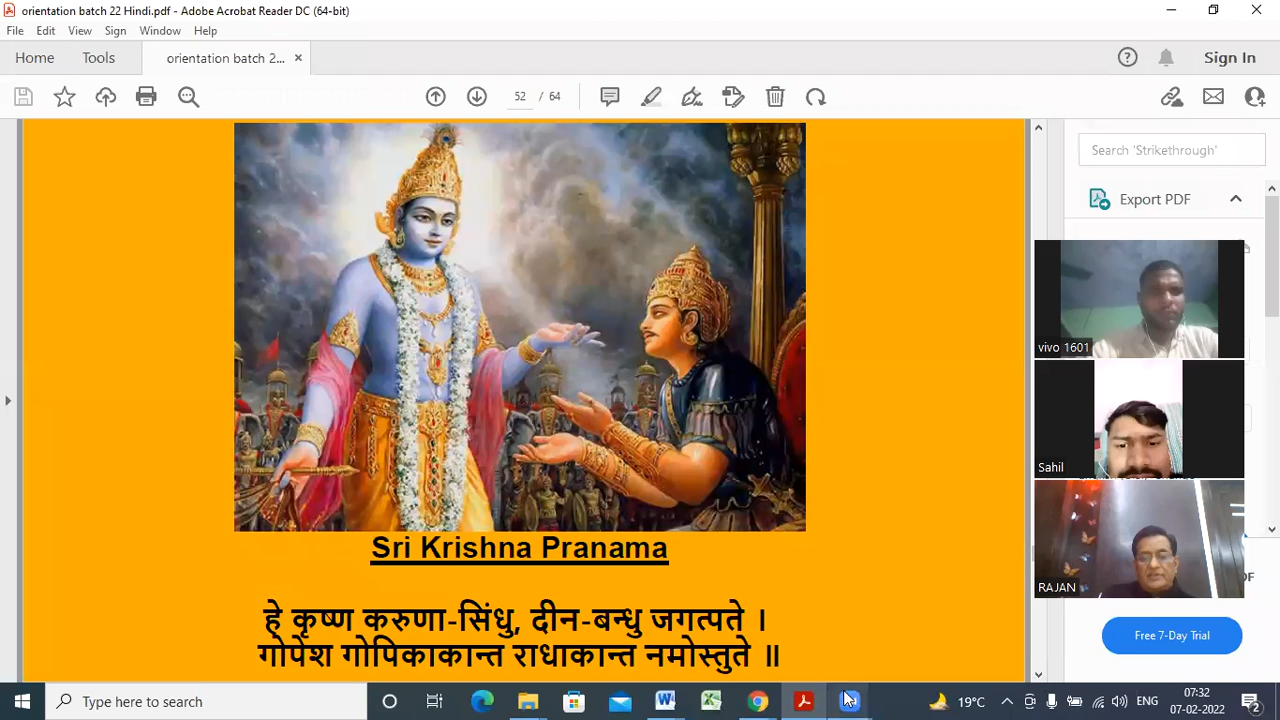 orientation batch 22 Hindi.pdf - Adobe Acrobat Reader DC (64-bit)
File Edit View Sign Window Help
Home Tools orientation batch 2... × Sign In
52 / 64
Search 'Strikethrough'
Export PDF
vivo 1601
Sahil
RAJAN
Sri Krishna Pranama
हे कृष्ण करुणा-सिंधु, दीन-बन्धु जगत्पते ।
गोपेश गोपिकाकान्त राधाकान्त नमोस्तुते ॥
Free 7-Day Trial
Type here to search
19°C
ENG
07:32
07-02-2022
2